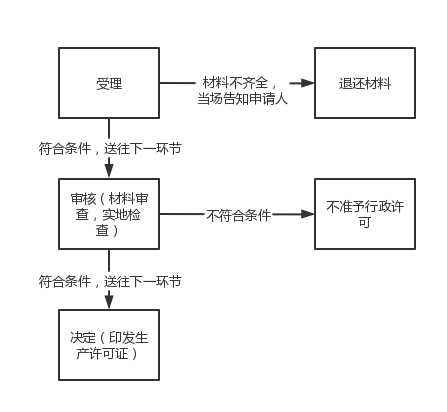 受理
材料不齐全，
当场告知申请人
退还材料
符合条件，送往下一环节
审核（材料审
查，实地检
查）
不符合条件
不准予行政许
可
符合条件，送往下一环节
决定（印发生
产许可证）